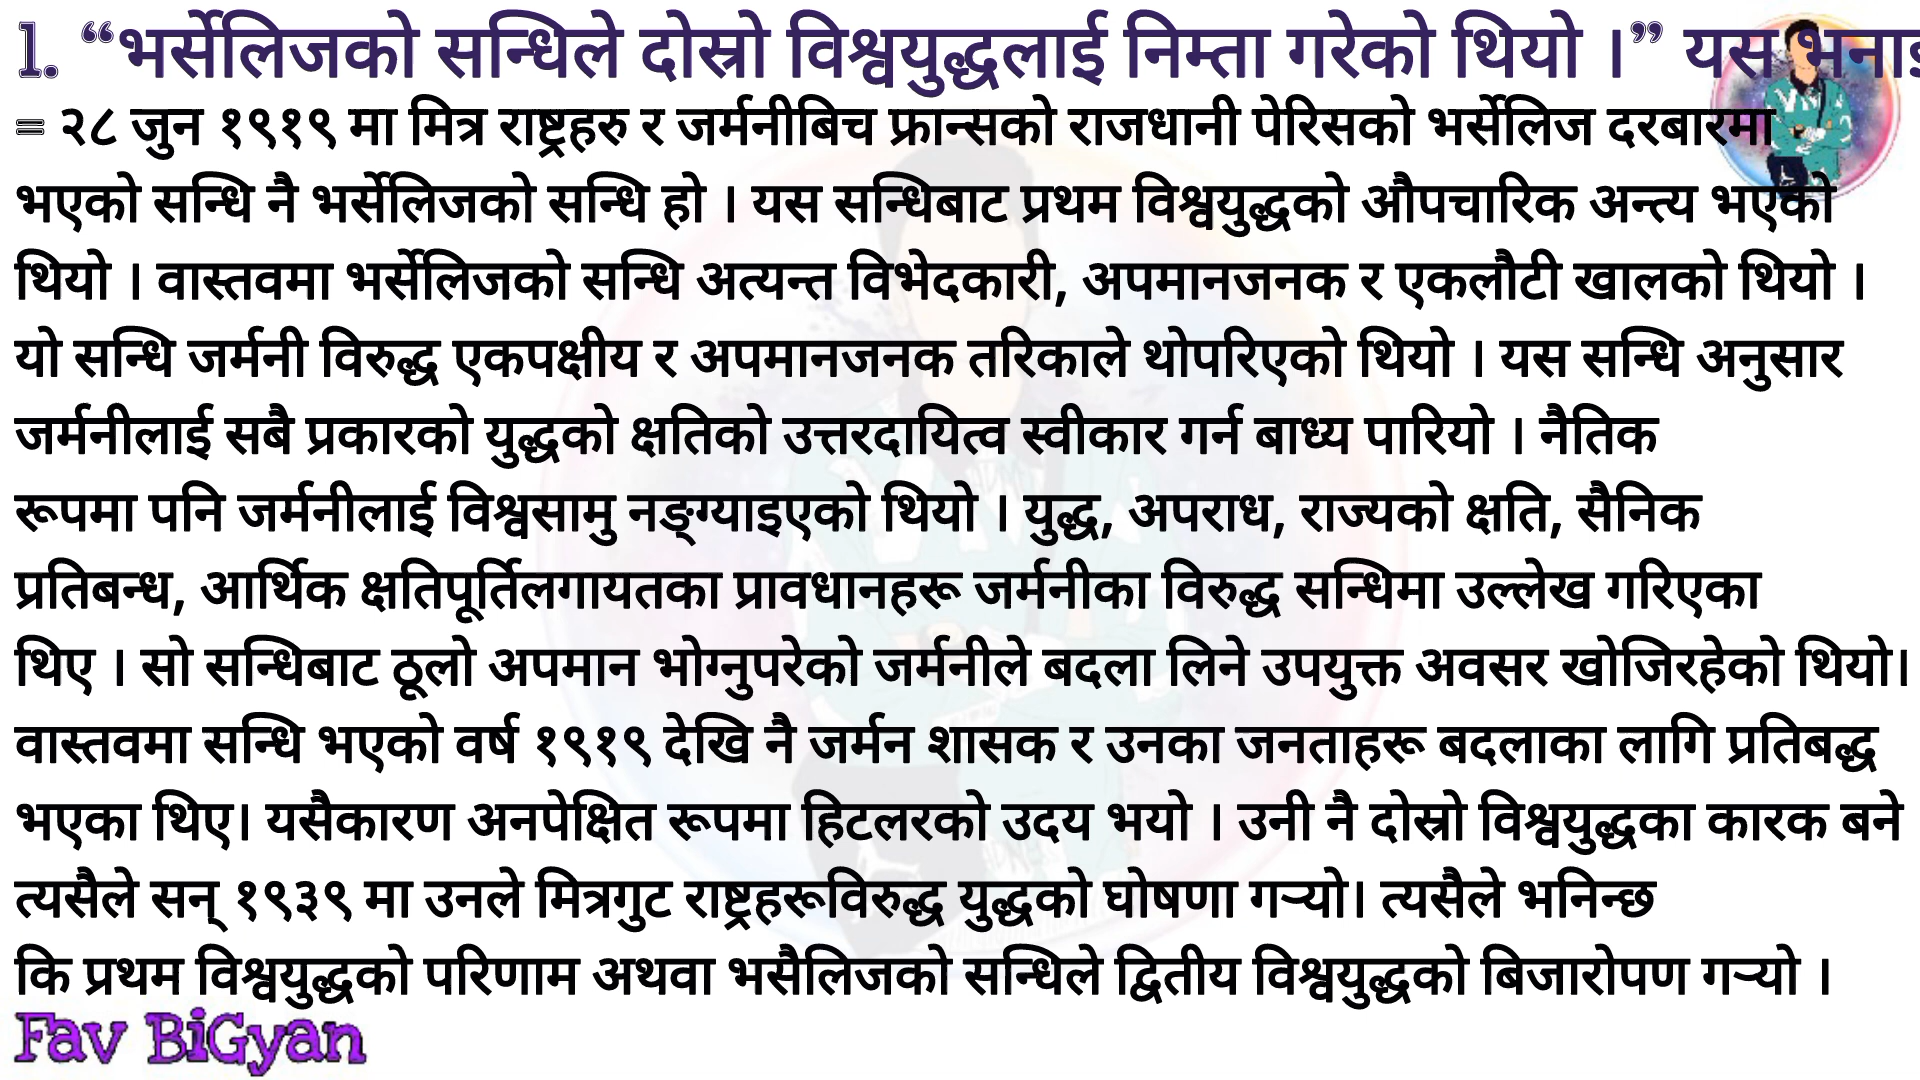 1. “भर्सेलिजको सन्धिले दोस्रो विश्वयुद्धलाई निम्ता गरेको थियो ।” यस
= २८ जुन १९१९ मा मित्र राष्ट्रहरु र जर्मनीबिच फ्रान्सको राजधानी पेरिसको भर्सेलिज दरबारमा
भएको सन्धि नै भर्सेलिजको सन्धि हो । यस सन्धिबाट प्रथम विश्वयुद्धको औपचारिक अन्त्य भएको
थियो । वास्तवमा भर्सेलिजको सन्धि अत्यन्त विभेदकारी, अपमानजनक र एकलौटी खालको थियो ।
यो सन्धि जर्मनी विरुद्ध एकपक्षीय र अपमानजनक तरिकाले थोपरिएको थियो । यस सन्धि अनुसार
जर्मनीलाई सबै प्रकारको युद्धको क्षतिको उत्तरदायित्व स्वीकार गर्न बाध्य पारियो । नैतिक
रूपमा पनि जर्मनीलाई विश्वसामु नङ्ग्याइएको थियो । युद्ध, अपराध, राज्यको क्षति, सैनिक
प्रतिबन्ध, आर्थिक क्षतिपूर्तिलगायतका प्रावधानहरू जर्मनीका विरुद्ध सन्धिमा उल्लेख गरिएका
थिए । सो सन्धिबाट ठूलो अपमान भोग्नुपरेको जर्मनीले बदला लिने उपयुक्त अवसर खोजिरहेको थियो।
वास्तवमा सन्धि भएको वर्ष १९१९ देखि नै जर्मन शासक र उनका जनताहरू बदलाका लागि प्रतिबद्ध
भएका थिए। यसैकारण अनपेक्षित रूपमा हिटलरको उदय भयो । उनी नै दोस्रो विश्वयुद्धका कारक बने
त्यसैले सन् १९३९ मा उनले मित्रगुट राष्ट्रहरूविरुद्ध युद्धको घोषणा गर्‍यो। त्यसैले भनिन्छ
कि प्रथम विश्वयुद्धको परिणाम अथवा भसैलिजको सन्धिले द्वितीय विश्वयुद्धको बिजारोपण गर्‍यो ।
Fav BiGyan